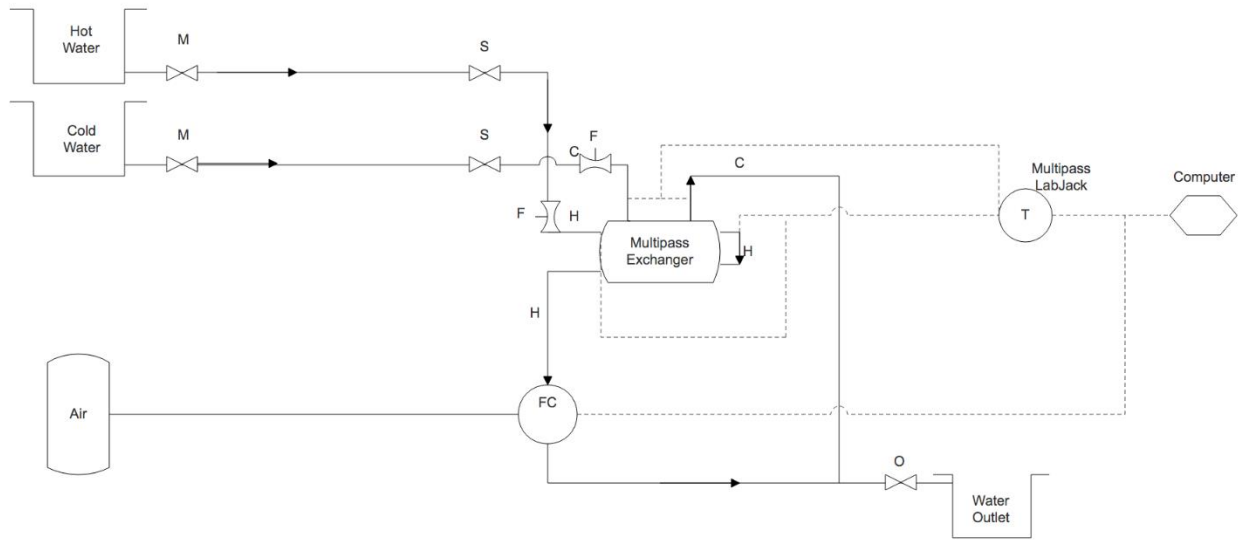 Hot
Water
M
S
Cold
Water
M
S
F
C
C
Multipass
LabJack
Computer
T
F
H
Multipass
Exchanger
H
H
Air
FC
O
Water
Outlet